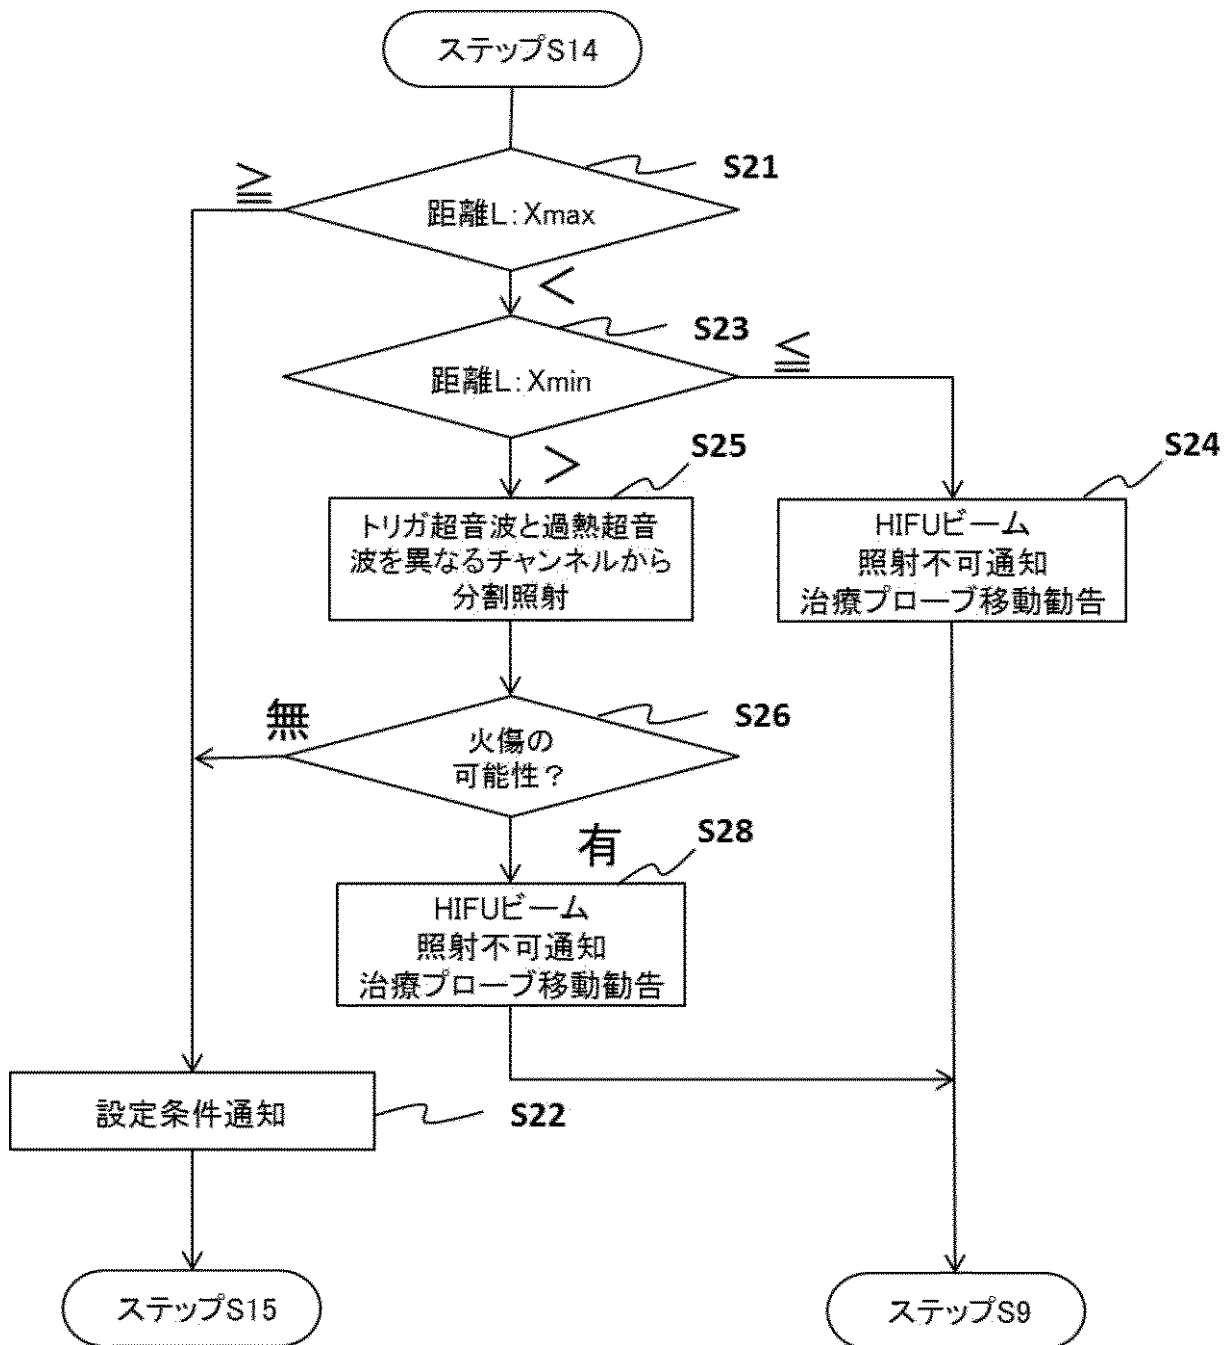 ステップS14
S21
≧
距離L:Xmax
<
S23
≦
距離L:Xmin
>
S25
S24
トリガ超音波と過熱超音
波を異なるチャンネルから
分割照射
HIFUビーム
照射不可通知
治療プローブ移動勧告
無
S26
火傷の
可能性？
有
S28
HIFUビーム
照射不可通知
治療プローブ移動勧告
設定条件通知
S22
ステップS15
ステップS9